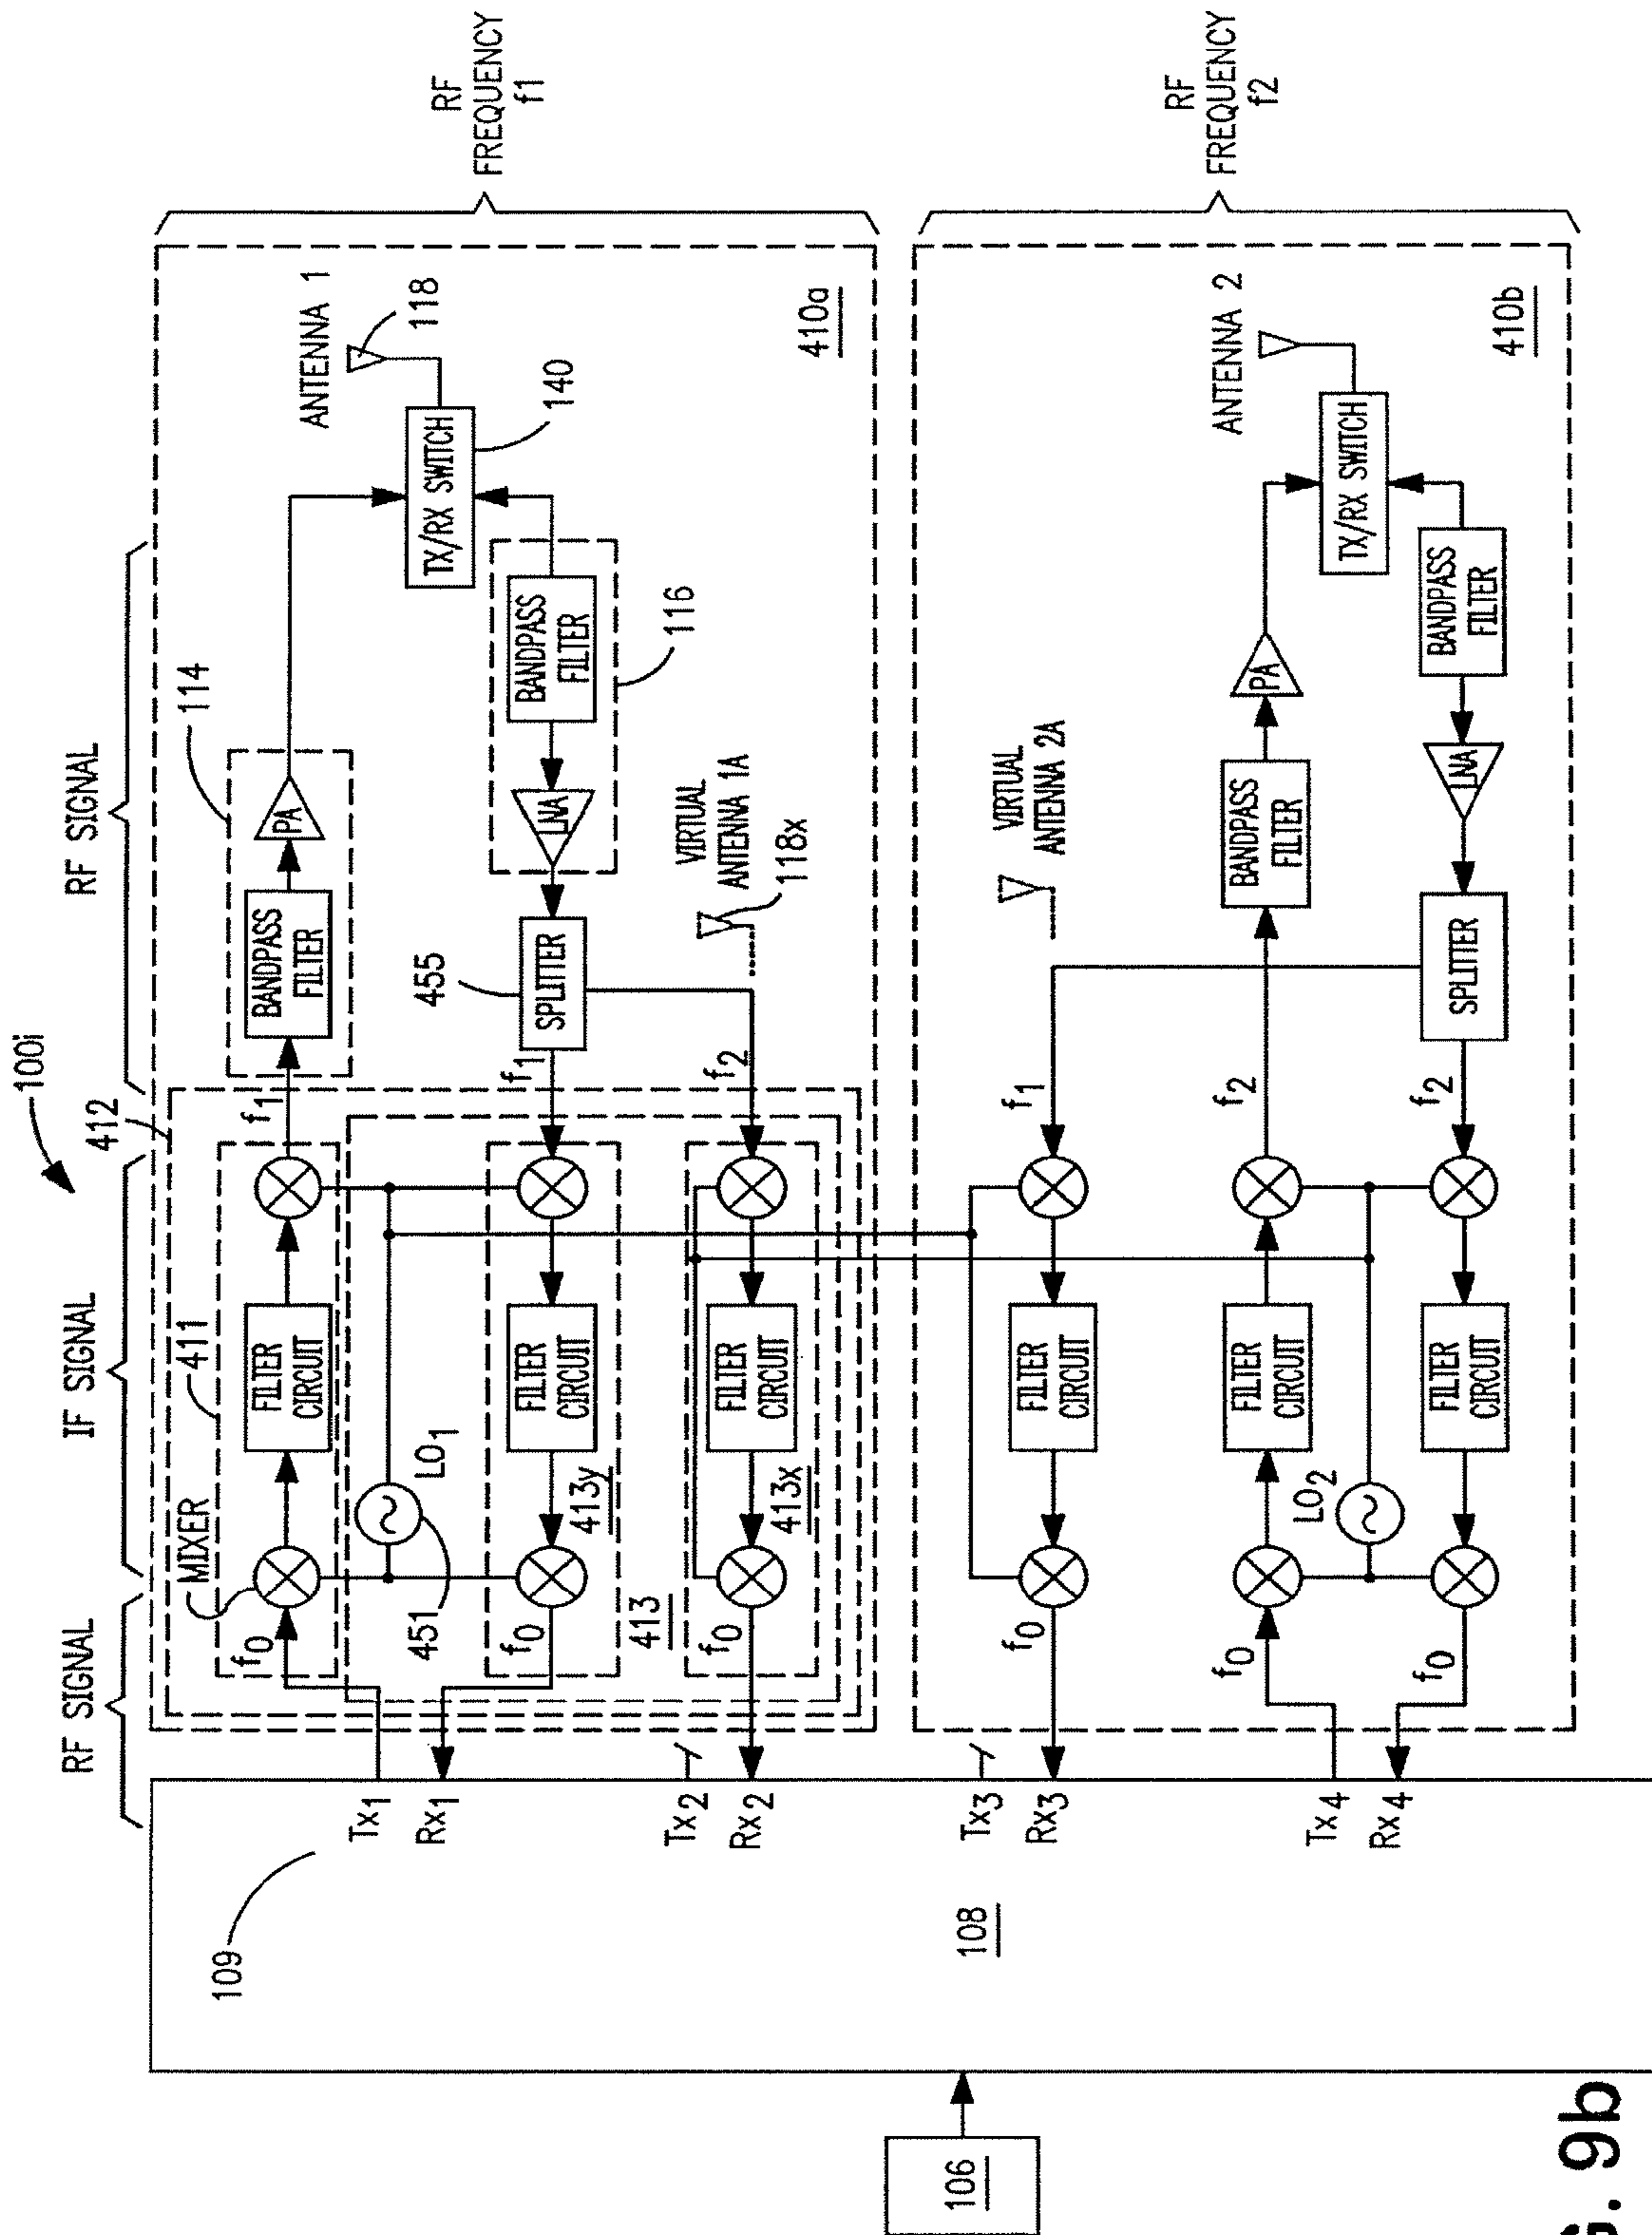 100i
RF SIGNAL
IF SIGNAL
RF SIGNAL
412
411
MIXER
f0
FILTER
CIRCUIT
f1
114
BANDPASS
FILTER
PA
ANTENNA 1
118
TX/RX SWITCH
140
RF
FREQUENCY
f1
109
Tx1
Rx1
451
LO1
f0
FILTER
CIRCUIT
413y
f1
455
SPLITTER
LNA
BANDPASS
FILTER
116
413
Tx2
Rx2
f0
FILTER
CIRCUIT
413x
f2
VIRTUAL
ANTENNA 1A
118x
410a
106
108
Tx3
Rx3
f0
FILTER
CIRCUIT
f1
VIRTUAL
ANTENNA 2A
ANTENNA 2
RF
FREQUENCY
f2
Tx4
Rx4
f0
FILTER
CIRCUIT
f2
BANDPASS
FILTER
PA
TX/RX SWITCH
LO2
f0
FILTER
CIRCUIT
f2
SPLITTER
LNA
BANDPASS
FILTER
410b
G. 9b